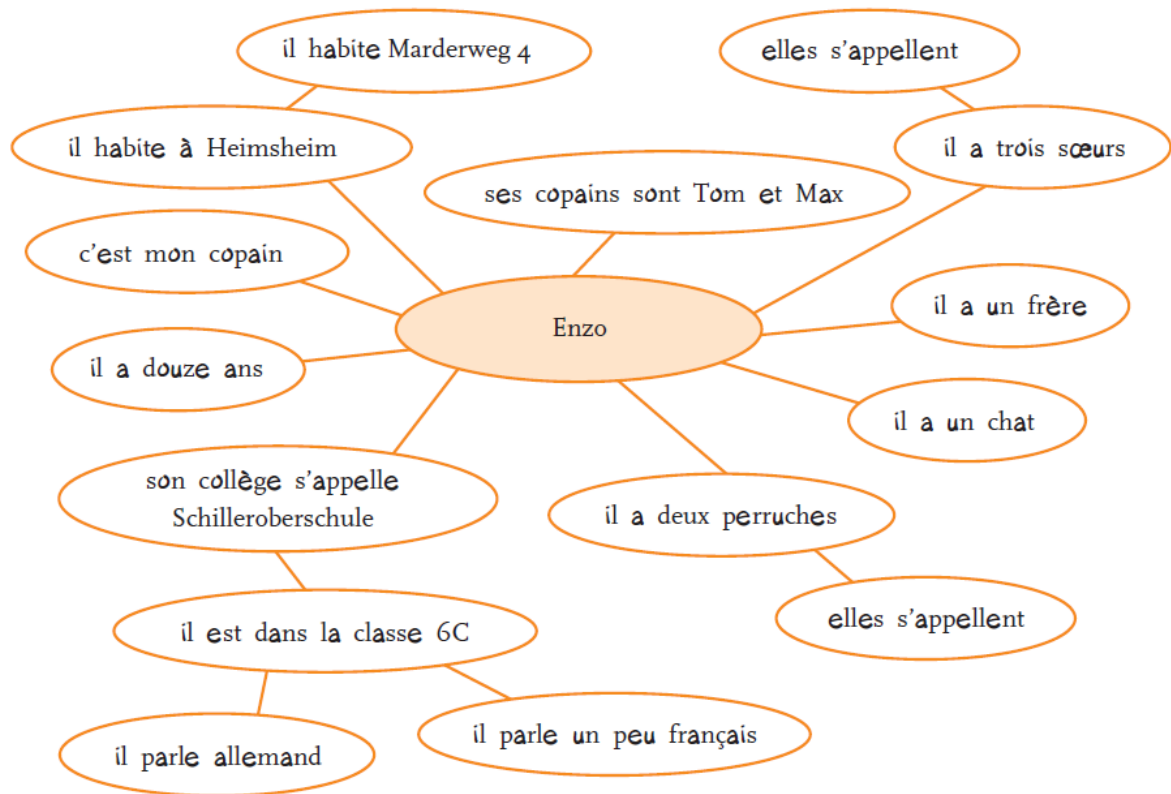 il habite Marderweg 4
elles s'appellent
il habite à Heimsheim
il a trois sœurs
ses copains sont Tom et Max
c'est mon copain
il a un frère
Enzo
il a douze ans
il a un chat
son collège s'appelle
Schilleroberschule
il a deux perruches
elles s'appellent
il est dans la classe 6C
il parle un peu français
il parle allemand